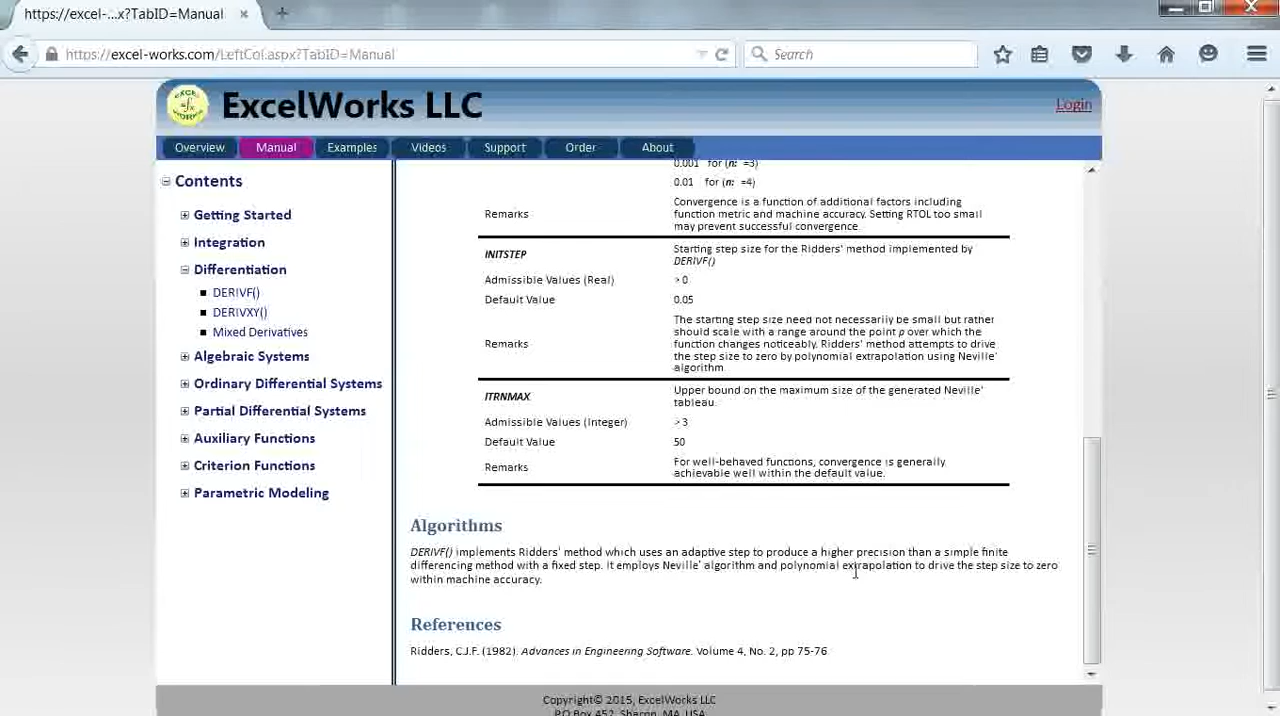 https://excel-...x?TabID=Manual
https://excel-works.com/LeftCol.aspx?TabID=Manual
Search
ExcelWorks LLC
Login
Overview Manual Examples Videos Support Order About
Contents
Getting Started
Integration
Differentiation
DERIVF()
DERIVXY()
Mixed Derivatives
Algebraic Systems
Ordinary Differential Systems
Partial Differential Systems
Auxiliary Functions
Criterion Functions
Parametric Modeling
0.001 for (n: =3)
0.01 for (n: =4)
Remarks
Convergence is a function of additional factors including
function metric and machine accuracy. Setting RTOL too small
may prevent successful convergence.
INITSTEP
Starting step size for the Ridders' method implemented by
DERIVF()
Admissible Values (Real) > 0
Default Value 0.05
Remarks
The starting step size need not necessarily be small but rather
should scale with a range around the point p over which the
function changes noticeably. Ridders' method attempts to drive
the step size to zero by polynomial extrapolation using Neville'
algorithm
ITRNMAX
Upper bound on the maximum size of the generated Neville'
tableau.
Admissible Values (Integer) > 3
Default Value 50
Remarks
For well-behaved functions, convergence is generally
achievable well within the default value.
Algorithms
DERIVF() implements Ridders' method which uses an adaptive step to produce a higher precision than a simple finite
differencing method with a fixed step. It employs Neville' algorithm and polynomial extrapolation to drive the step size to zero
within machine accuracy.
References
Ridders, C.J.F. (1982). Advances in Engineering Software. Volume 4, No. 2, pp 75-76
Copyright© 2015, ExcelWorks LLC
P.O Box 452, Sharon, MA, USA